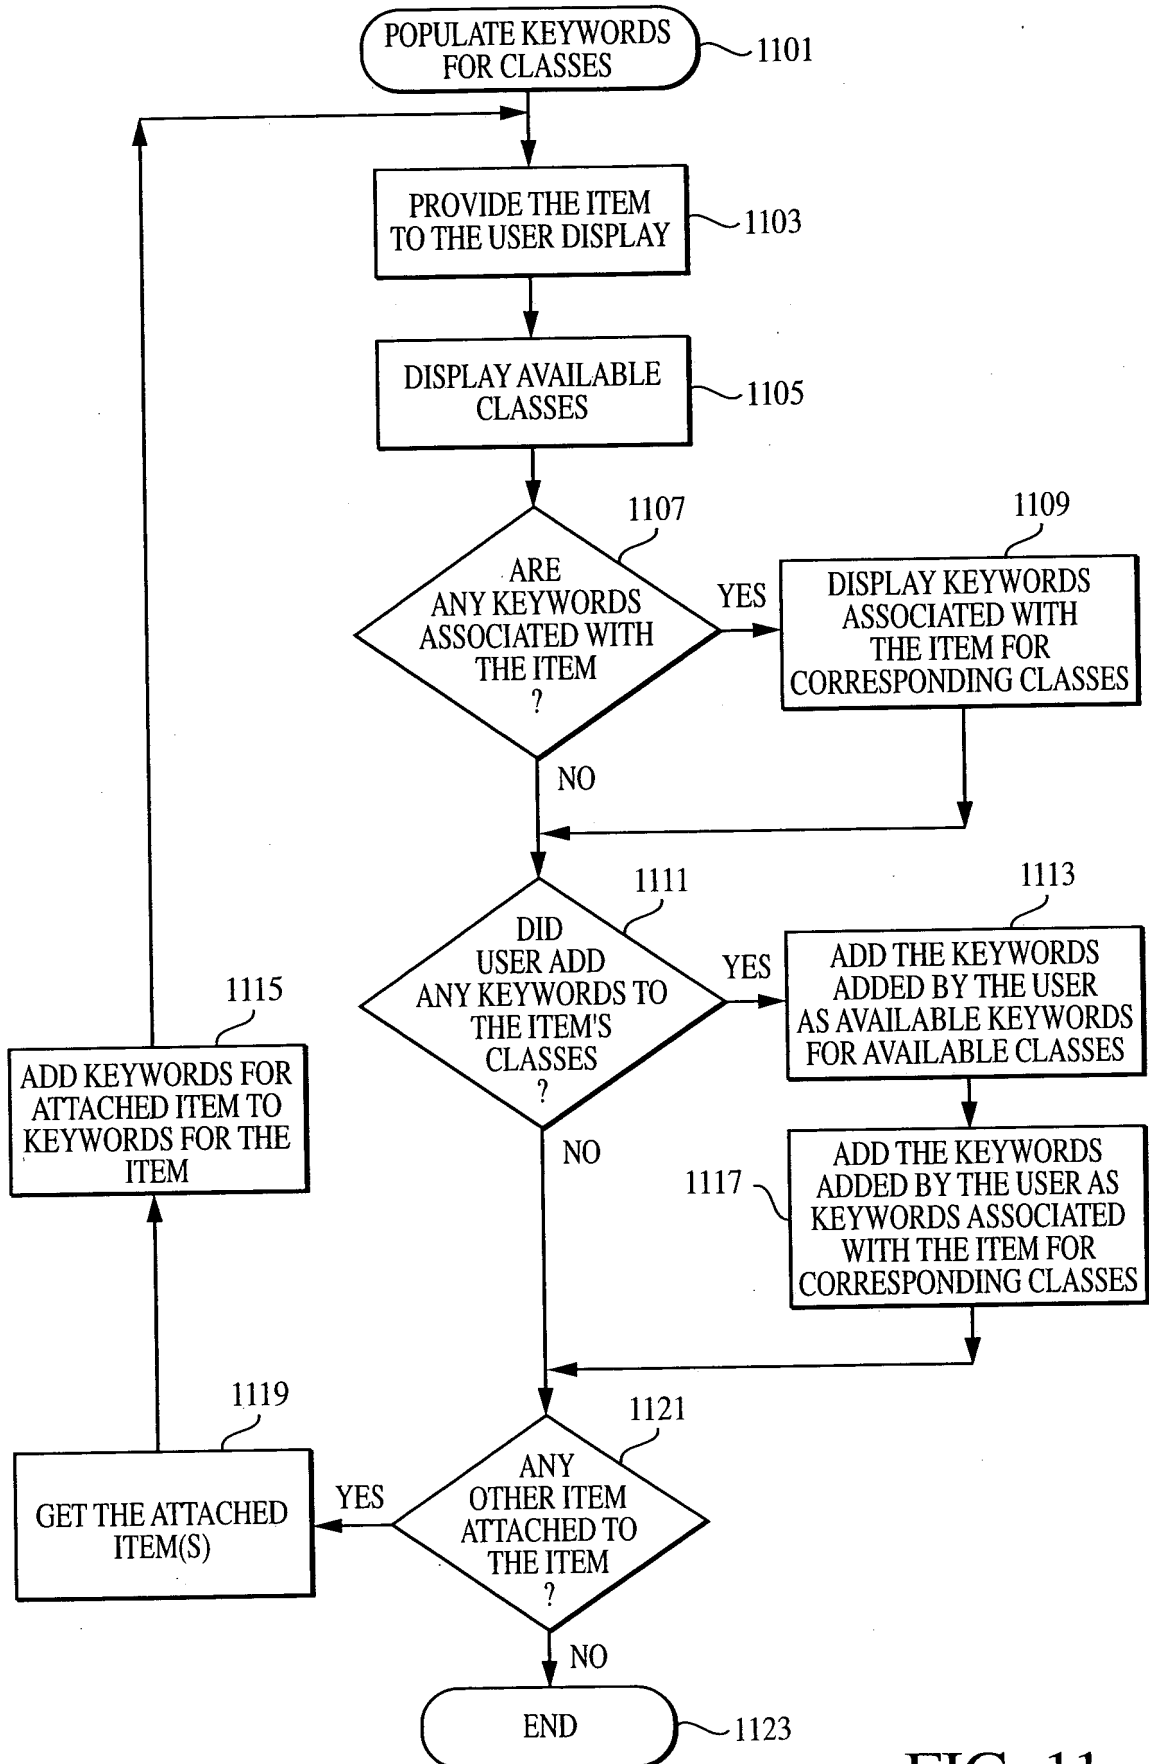 POPULATE KEYWORDS
FOR CLASSES
1101
PROVIDE THE ITEM
TO THE USER DISPLAY
1103
DISPLAY AVAILABLE
CLASSES
1105
1107
ARE
ANY KEYWORDS
ASSOCIATED WITH
THE ITEM
?
YES
NO
1109
DISPLAY KEYWORDS
ASSOCIATED WITH
THE ITEM FOR
CORRESPONDING CLASSES
1111
DID
USER ADD
ANY KEYWORDS TO
THE ITEM'S
CLASSES
?
YES
NO
1113
ADD THE KEYWORDS
ADDED BY THE USER
AS AVAILABLE KEYWORDS
FOR AVAILABLE CLASSES
1117
ADD THE KEYWORDS
ADDED BY THE USER AS
KEYWORDS ASSOCIATED
WITH THE ITEM FOR
CORRESPONDING CLASSES
1115
ADD KEYWORDS FOR
ATTACHED ITEM TO
KEYWORDS FOR THE
ITEM
1119
GET THE ATTACHED
ITEM(S)
1121
ANY
OTHER ITEM
ATTACHED TO
THE ITEM
?
YES
NO
END
1123
FIG. 11